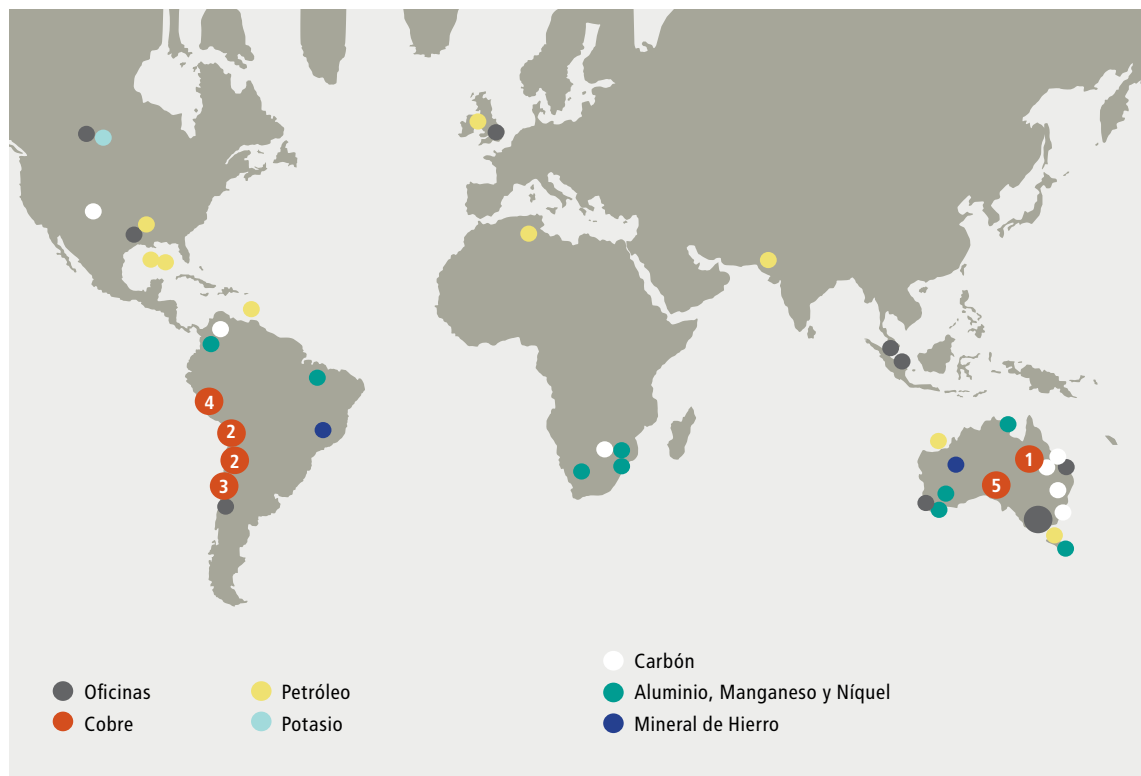 4
2
2
3
1
5
Oficinas
Cobre
Petróleo
Potasio
Carbón
Aluminio, Manganeso y Níquel
Mineral de Hierro